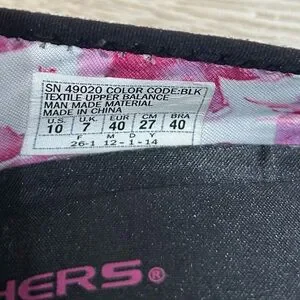 SN 49020 COLOR CODE:BLK
TEXTILE UPPER BALANCE
MAN MADE MATERIAL
MADE IN CHINA
U.S. U.K. EUR CM BRA
10 7 40 27 40
F M D Y
26-1 12-1-14
HERS®